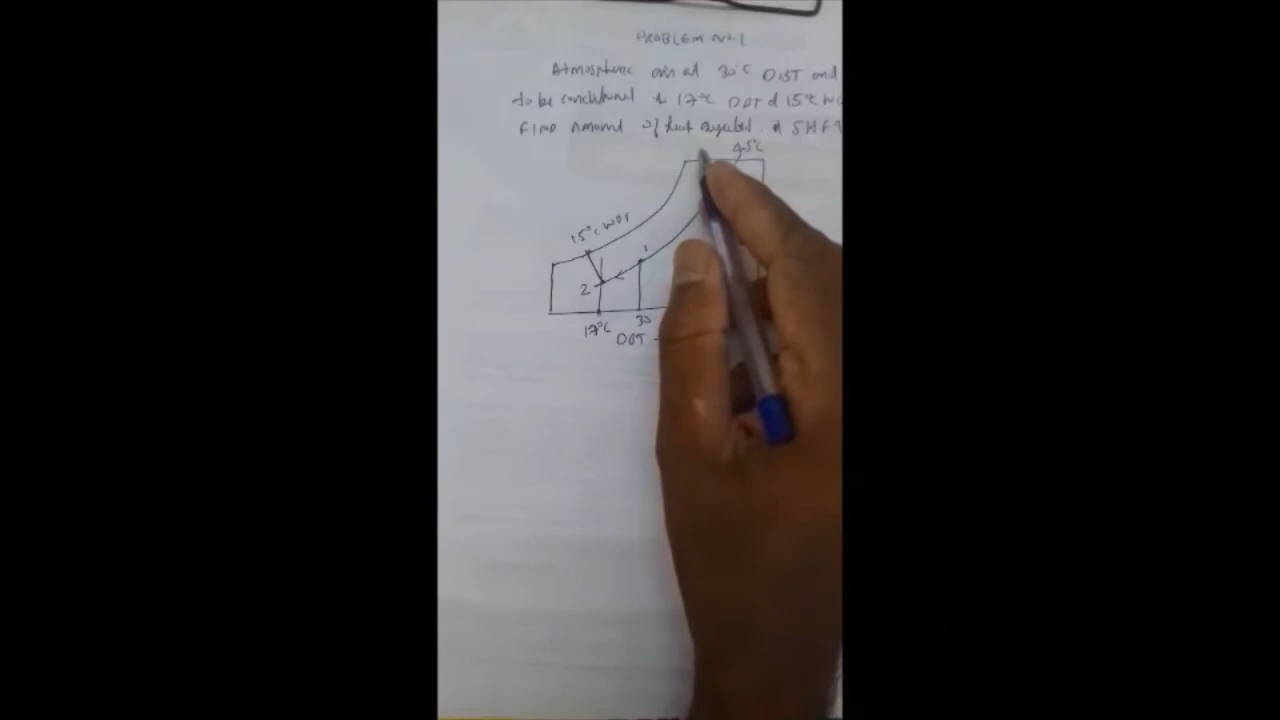 PROBLEM No 1
Atmospheric air at 30°C DBT and
to be conditioned to 17°C DBT & 15°C
FIND Amount of heat & SHF
45°C
15°C WBT
1
2
17°C 30
DBT